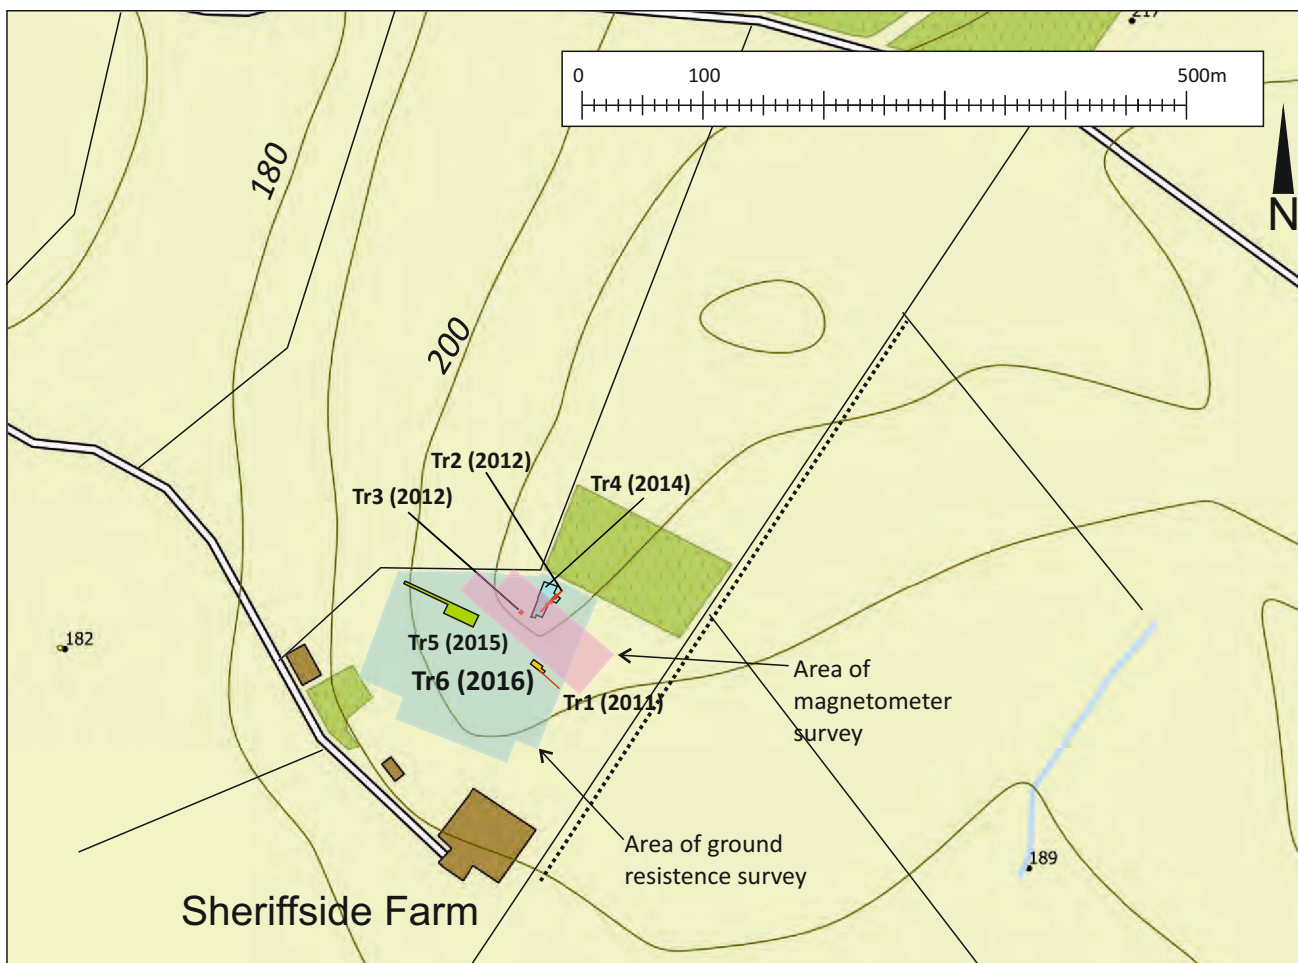 217
0 100 500m
180
N
200
Tr2 (2012)
Tr4 (2014)
Tr3 (2012)
182
Tr5 (2015)
Tr6 (2016)
Tr1 (2011)
Area of
magnetometer
survey
Area of ground
resistence survey
189
Sheriffside Farm